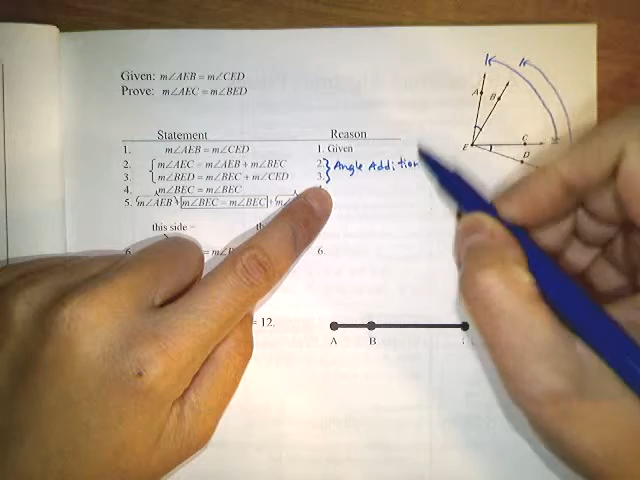 Given: m∠AEB = m∠CED
Prove: m∠AEC = m∠BED
Statement Reason
1. m∠AEB = m∠CED 1. Given
2. m∠AEC = m∠AEB + m∠BEC 2. Angle Addition
3. m∠BED = m∠BEC + m∠CED 3.
4. m∠BEC = m∠BEC
5. m∠AEB + m∠BEC = m∠BEC +
this side =
6. 6.
= 12.
A B
A B C D E